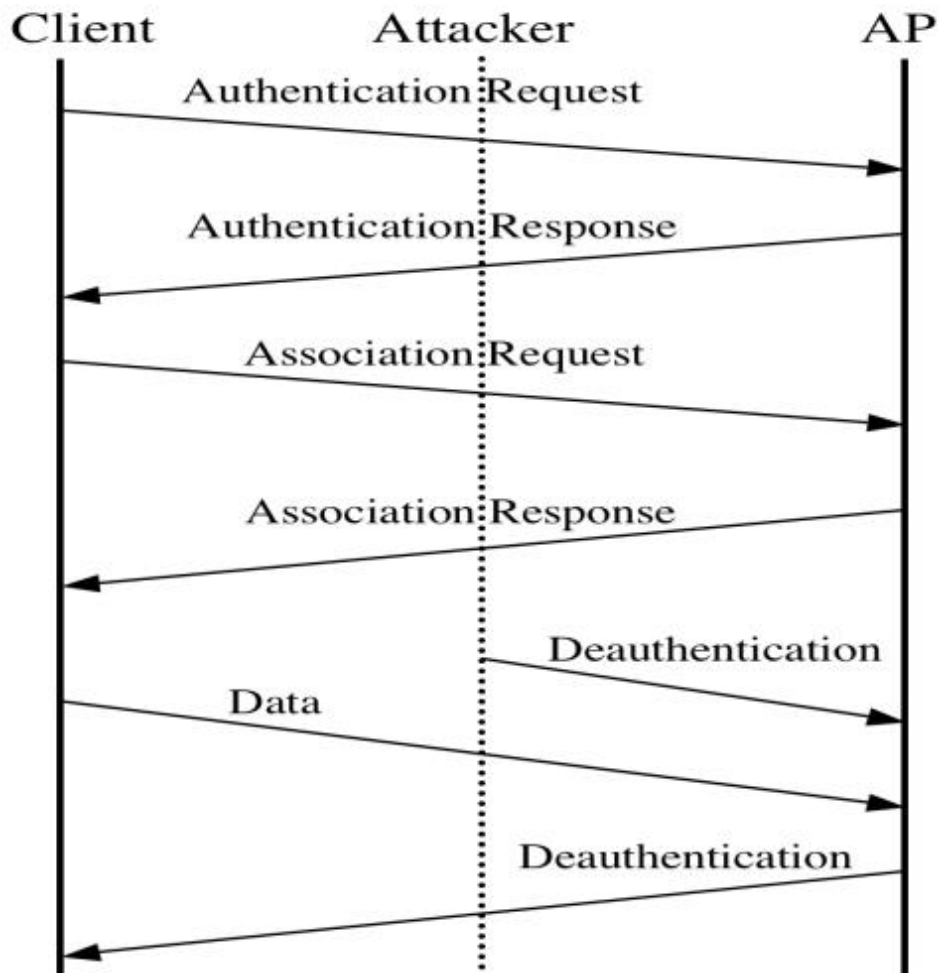 Client Attacker AP
Authentication Request
Authentication Response
Association Request
Association Response
Deauthentication
Data
Deauthentication